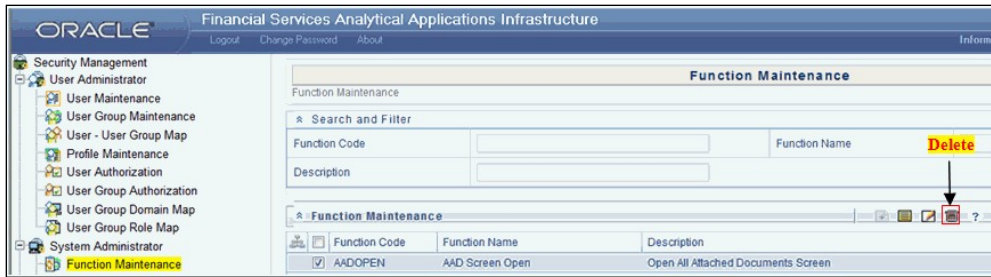 ORACLE
Financial Services Analytical Applications Infrastructure
Logout Change Password About
Inform
Security Management
User Administrator
User Maintenance
User Group Maintenance
User - User Group Map
Profile Maintenance
User Authorization
User Group Authorization
User Group Domain Map
User Group Role Map
System Administrator
Function Maintenance
Function Maintenance
Function Maintenance
Search and Filter
Function Code
Function Name
Delete
Description
Function Maintenance
?
Function Code Function Name Description
AADOPEN AAD Screen Open Open All Attached Documents Screen